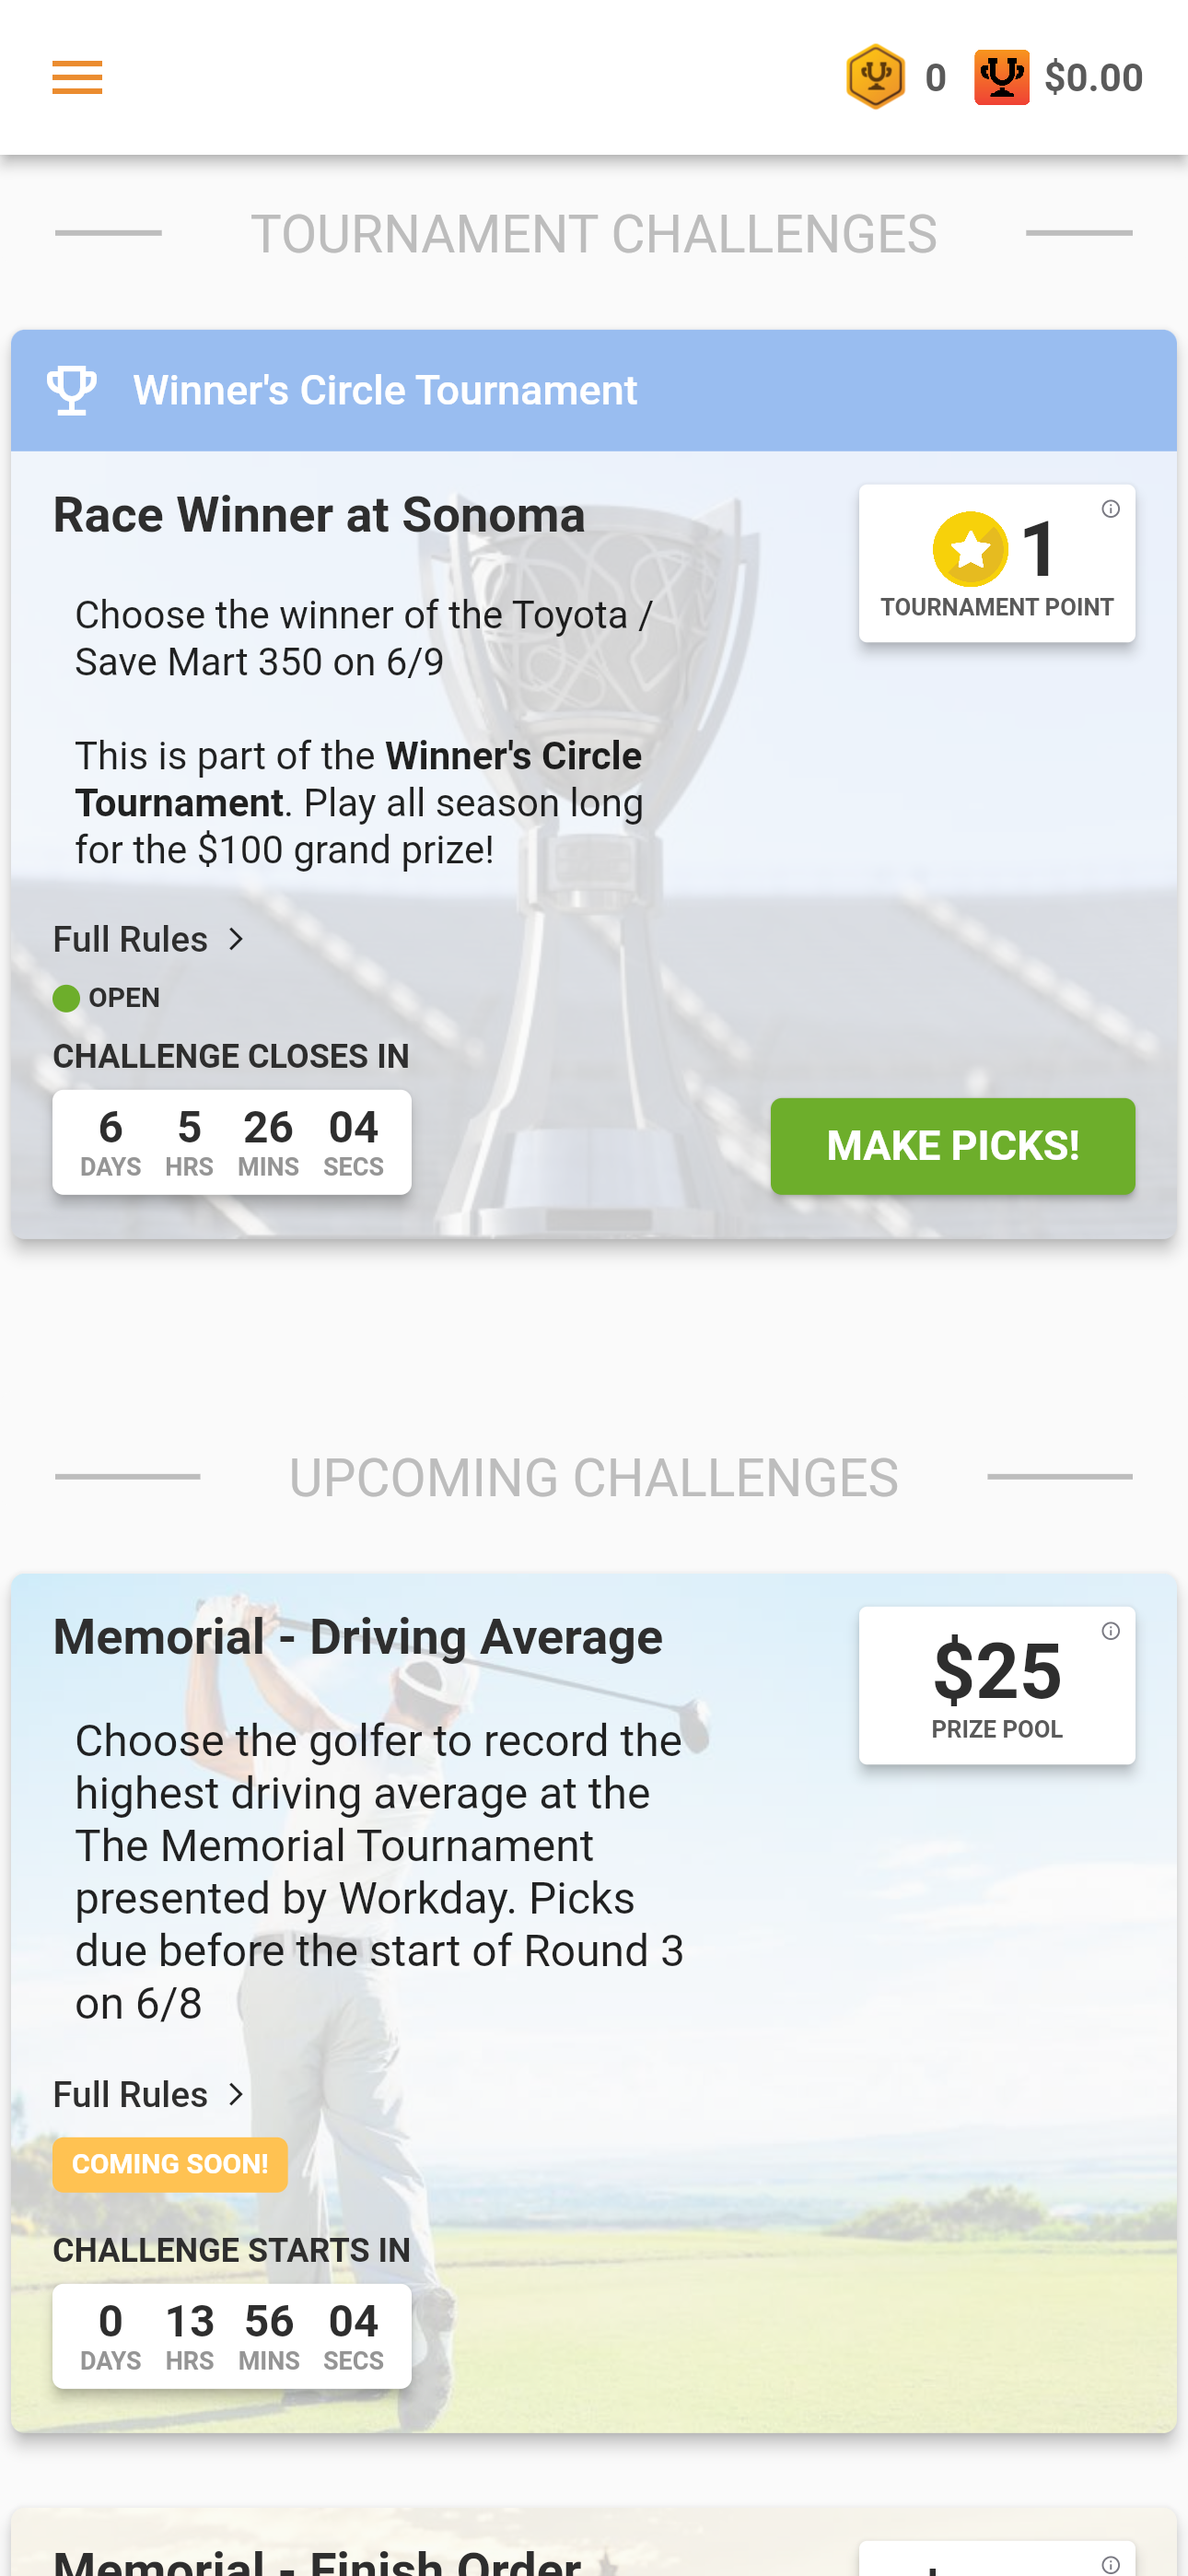 0 $0.00
TOURNAMENT CHALLENGES
Winner's Circle Tournament
Race Winner at Sonoma
1
TOURNAMENT POINT
Choose the winner of the Toyota /
Save Mart 350 on 6/9
This is part of the Winner's Circle
Tournament. Play all season long
for the $100 grand prize!
Full Rules
OPEN
CHALLENGE CLOSES IN
6 5 26 04
DAYS HRS MINS SECS
MAKE PICKS!
UPCOMING CHALLENGES
Memorial - Driving Average
$25
PRIZE POOL
Choose the golfer to record the
highest driving average at the
The Memorial Tournament
presented by Workday. Picks
due before the start of Round 3
on 6/8
Full Rules
COMING SOON!
CHALLENGE STARTS IN
0 13 56 04
DAYS HRS MINS SECS
Memorial - Finish Order